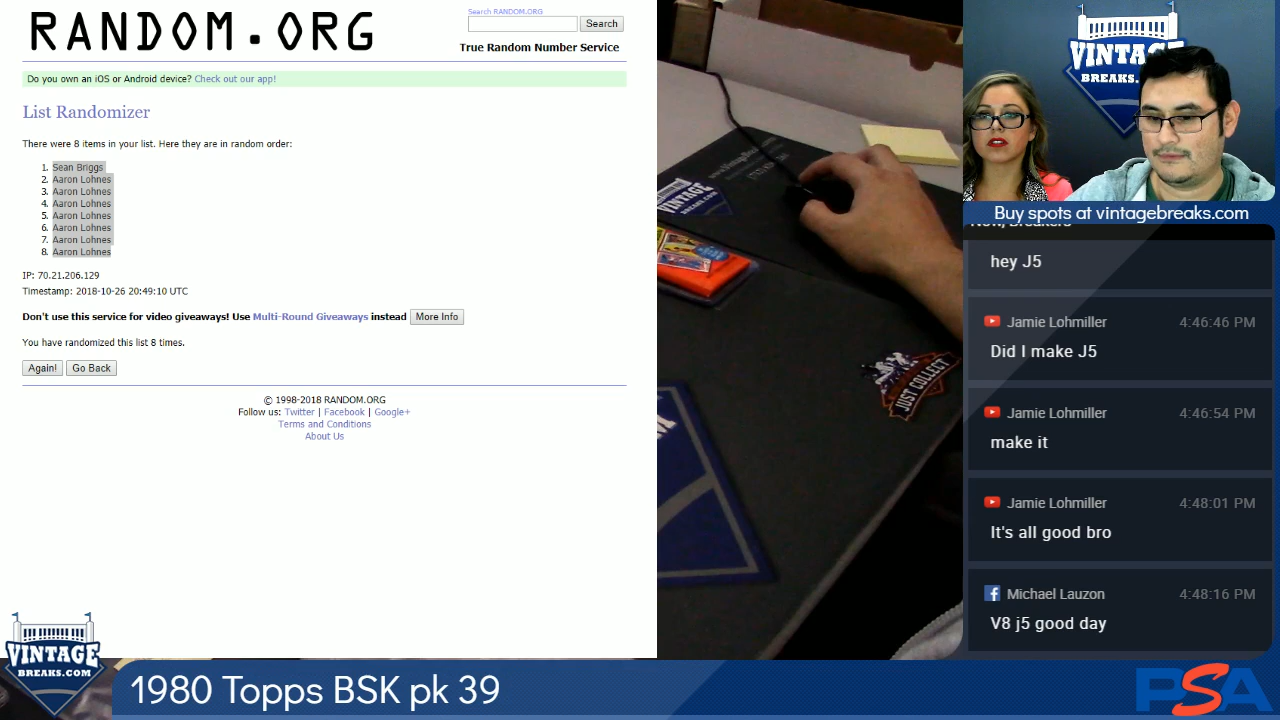 RANDOM.ORG
Search RANDOM.ORG
Search
True Random Number Service
Do you own an iOS or Android device? Check out our app!
List Randomizer
There were 8 items in your list. Here they are in random order:
1. Sean Briggs
2. Aaron Lohnes
3. Aaron Lohnes
4. Aaron Lohnes
5. Aaron Lohnes
6. Aaron Lohnes
7. Aaron Lohnes
8. Aaron Lohnes
IP: 70.21.206.129
Timestamp: 2018-10-26 20:49:10 UTC
Don't use this service for video giveaways! Use Multi-Round Giveaways instead More Info
You have randomized this list 8 times.
Again! Go Back
© 1998-2018 RANDOM.ORG
Follow us: Twitter | Facebook | Google+
Terms and Conditions
About Us
VINTAGE
JUST COLLECT
VINTAGE
BREAKS.
Buy spots at vintagebreaks.com
hey J5
Jamie Lohmiller 4:46:46 PM
Did I make J5
Jamie Lohmiller 4:46:54 PM
make it
Jamie Lohmiller 4:48:01 PM
It's all good bro
Michael Lauzon 4:48:16 PM
V8 j5 good day
VINTAGE
BREAKS.COM
1980 Topps BSK pk 39
PSA